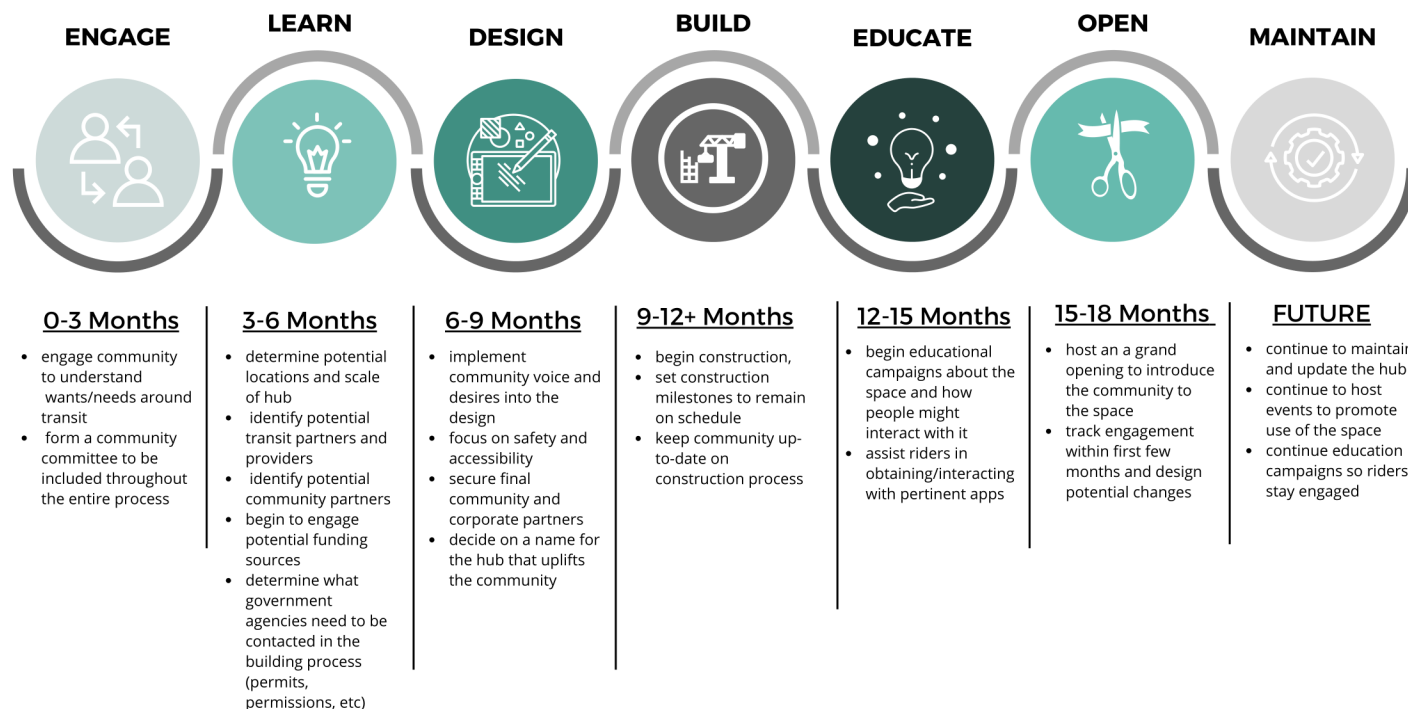 ENGAGE
LEARN
DESIGN
BUILD
EDUCATE
OPEN
MAINTAIN
0-3 Months
• engage community
to understand
wants/needs around
transit
• form a community
committee to be
included throughout
the entire process
3-6 Months
• determine potential
locations and scale
of hub
• identify potential
transit partners and
providers
• identify potential
community partners
• begin to engage
potential funding
sources
• determine what
government
agencies need to be
contacted in the
building process
(permits,
permissions, etc)
6-9 Months
• implement
community voice and
desires into the
design
• focus on safety and
accessibility
• secure final
community and
corporate partners
• decide on a name for
the hub that uplifts
the community
9-12+ Months
• begin construction,
• set construction
milestones to remain
on schedule
• keep community up-
to-date on
construction process
12-15 Months
• begin educational
campaigns about the
space and how
people might
interact with it
• assist riders in
obtaining/interacting
with pertinent apps
15-18 Months
• host an a grand
opening to introduce
the community to
the space
• track engagement
within first few
months and design
potential changes
FUTURE
• continue to maintain
and update the hub
• continue to host
events to promote
use of the space
• continue education
campaigns so riders
stay engaged